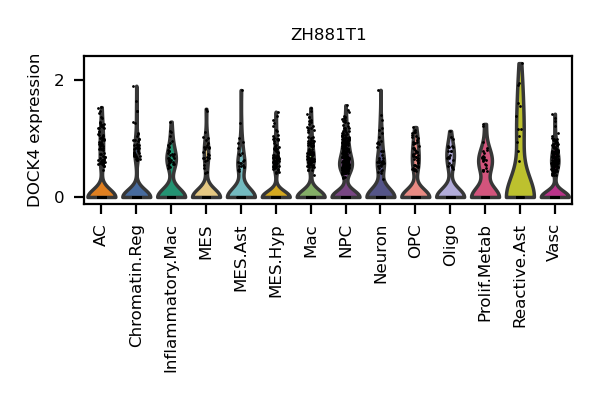 ZH881T1
DOCK4 expression
2
0
AC
Chromatin.Reg
Inflammatory.Mac
MES
MES.Ast
MES.Hyp
Mac
NPC
Neuron
OPC
Oligo
Prolif.Metab
Reactive.Ast
Vasc